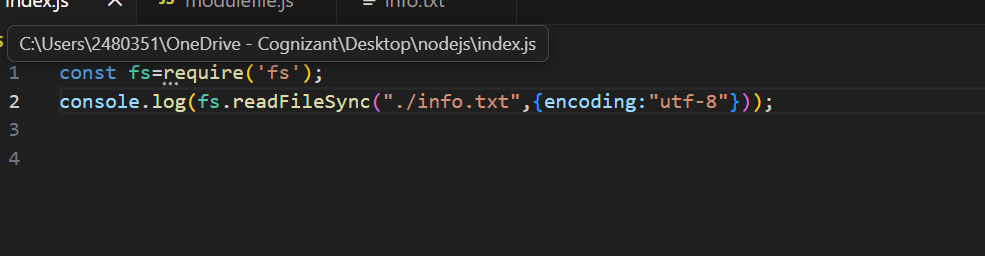 index.js modulefile.js info.txt
C:\Users\2480351\OneDrive - Cognizant\Desktop\nodejs\index.js
1 const fs=require('fs');
2 console.log(fs.readFileSync("./info.txt",{encoding:"utf-8"}));
3
4